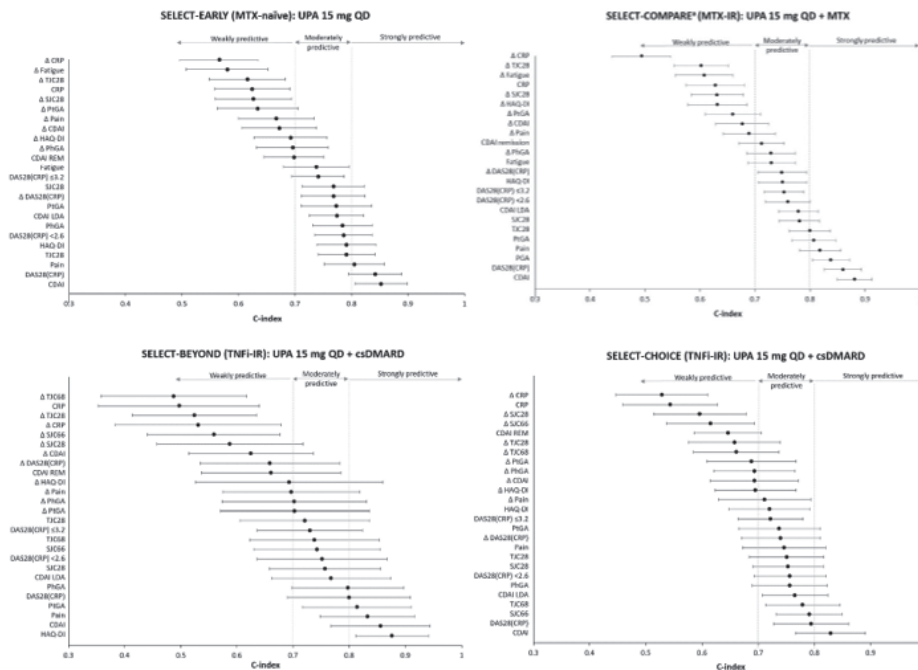 SELECT-EARLY (MTX-naïve): UPA 15 mg QD
Weakly predictive
Moderately predictive
Strongly predictive
Δ CRP
Δ Fatigue
Δ TJC28
CRP
Δ SJC28
Δ PtGA
Δ Pain
Δ CDAI
Δ HAQ-DI
Δ PhGA
CDAI REM
Fatigue
DAS28(CRP) ≤3.2
SJC28
Δ DAS28(CRP)
PtGA
CDAI LDA
PhGA
DAS28(CRP) <2.6
HAQ-DI
TJC28
Pain
DAS28(CRP)
CDAI
0.3 0.4 0.5 0.6 0.7 0.8 0.9 1
C-index
SELECT-COMPARE* (MTX-IR): UPA 15 mg QD + MTX
Weakly predictive
Moderately predictive
Strongly predictive
Δ CRP
Δ TJC28
Δ Fatigue
CRP
Δ SJC28
Δ HAQ-DI
Δ PtGA
Δ CDAI
Δ Pain
CDAI remission
Δ PhGA
Fatigue
Δ DAS28(CRP)
HAQ-DI
DAS28(CRP) ≤3.2
DAS28(CRP) <2.6
CDAI LDA
SJC28
TJC28
PtGA
Pain
PGA
DAS28(CRP)
CDAI
0.3 0.4 0.5 0.6 0.7 0.8 0.9
C-index
SELECT-BEYOND (TNFi-IR): UPA 15 mg QD + csDMARD
Weakly predictive
Moderately predictive
Strongly predictive
Δ TJC68
CRP
Δ TJC28
Δ CRP
Δ SJC66
Δ SJC28
Δ CDAI
Δ DAS28(CRP)
CDAI REM
Δ HAQ-DI
Δ Pain
Δ PhGA
Δ PtGA
TJC28
DAS28(CRP) ≤3.2
TJC68
SJC66
DAS28(CRP) <2.6
SJC28
CDAI LDA
PhGA
DAS28(CRP)
PtGA
Pain
CDAI
HAQ-DI
0.3 0.4 0.5 0.6 0.7 0.8 0.9 1
C-index
SELECT-CHOICE (TNFi-IR): UPA 15 mg QD + csDMARD
Weakly predictive
Moderately predictive
Strongly predictive
Δ CRP
CRP
Δ SJC28
Δ SJC66
CDAI REM
Δ TJC28
Δ TJC68
Δ PtGA
Δ PhGA
Δ CDAI
Δ HAQ-DI
Δ Pain
HAQ-DI
DAS28(CRP) ≤3.2
PtGA
Δ DAS28(CRP)
Pain
TJC28
SJC28
DAS28(CRP) <2.6
PhGA
CDAI LDA
TJC68
SJC66
DAS28(CRP)
CDAI
0.3 0.4 0.5 0.6 0.7 0.8 0.9
C-index